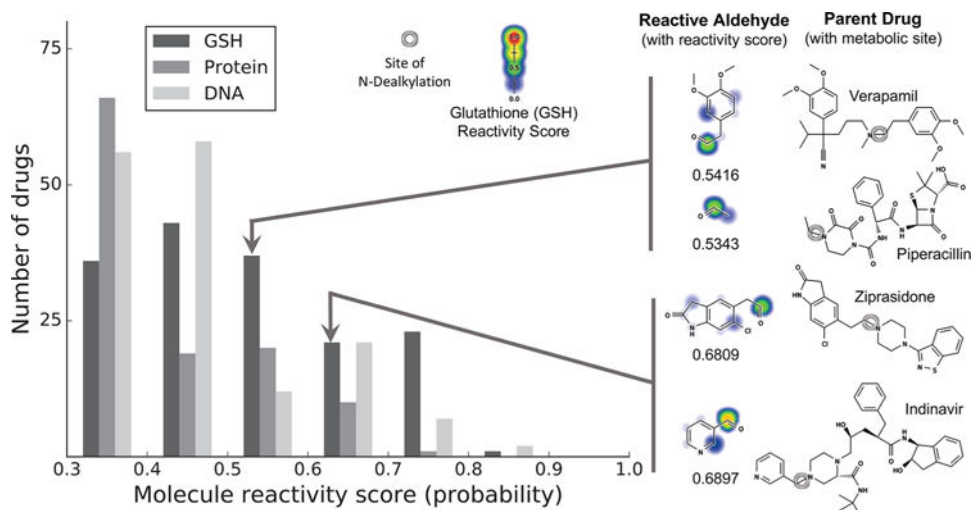 75
50
25
0.3 0.4 0.5 0.6 0.7 0.8 0.9 1.0
Number of drugs
Molecule reactivity score (probability)
GSH
Protein
DNA
Site of
N-Dealkylation
0.5
0.0
Glutathione (GSH)
Reactivity Score
Reactive Aldehyde
(with reactivity score)
Parent Drug
(with metabolic site)
0.5416
Verapamil
0.5343
Piperacillin
0.6809
Ziprasidone
0.6897
Indinavir